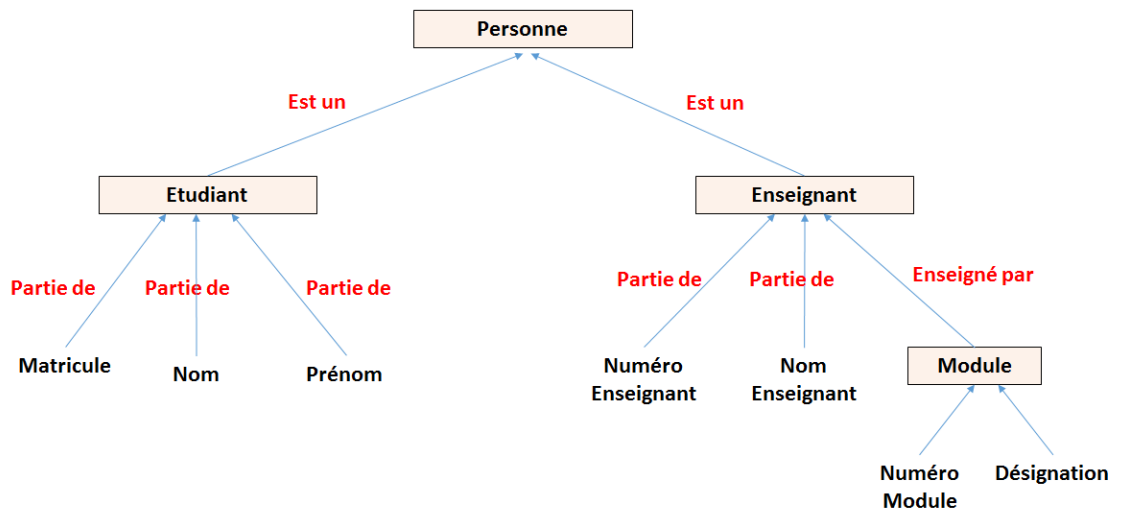 Personne
Est un
Est un
Etudiant
Enseignant
Partie de
Partie de
Partie de
Partie de
Partie de
Enseigné par
Matricule
Nom
Prénom
Numéro
Enseignant
Nom
Enseignant
Module
Numéro
Module
Désignation